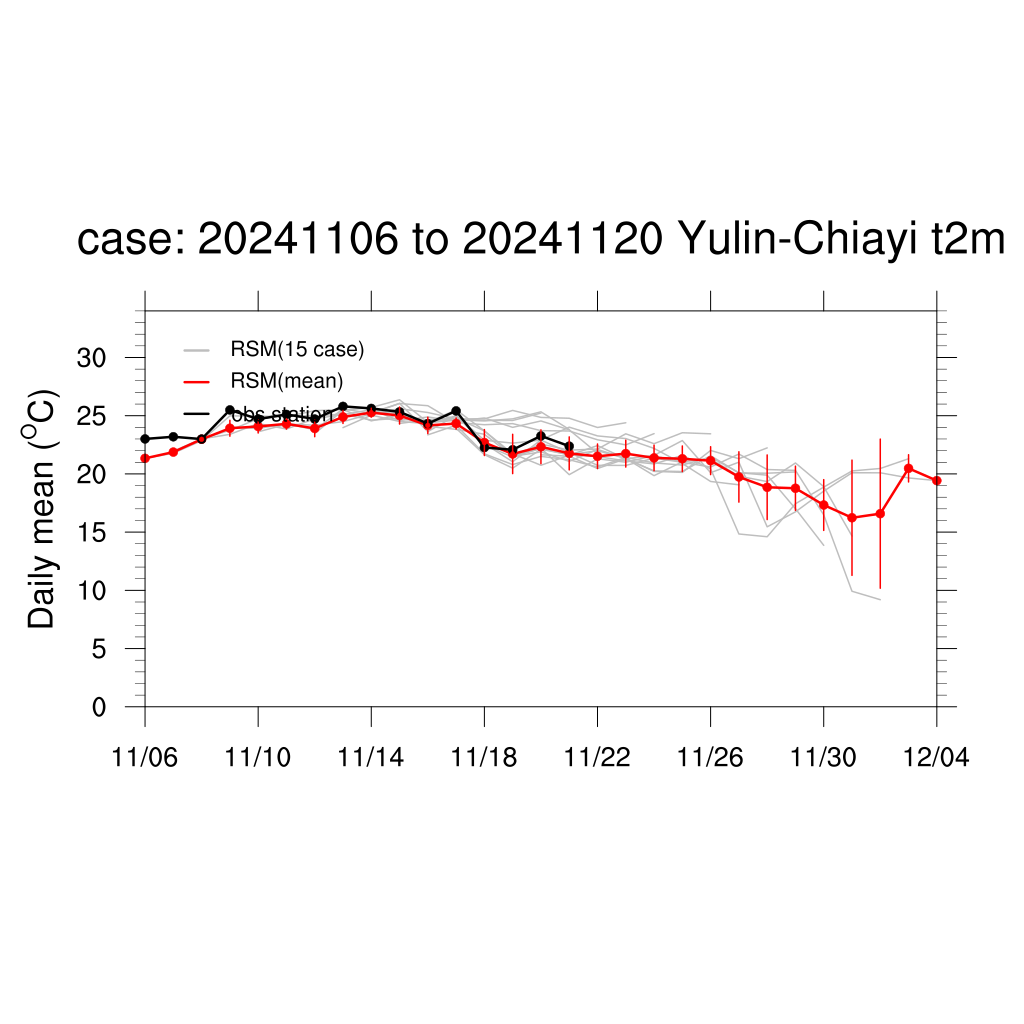 case: 20241106 to 20241120 Yulin-Chiayi t2m
RSM(15 case)
RSM(mean)
obs station
Daily mean (°C)
30
25
20
15
10
5
0
11/06 11/10 11/14 11/18 11/22 11/26 11/30 12/04